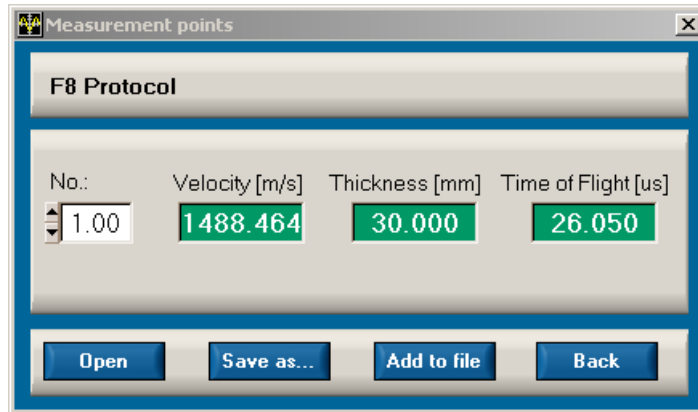 Measurement points
F8 Protocol
No.: Velocity [m/s] Thickness [mm] Time of Flight [us]
1.00 1488.464 30.000 26.050
Open Save as... Add to file Back